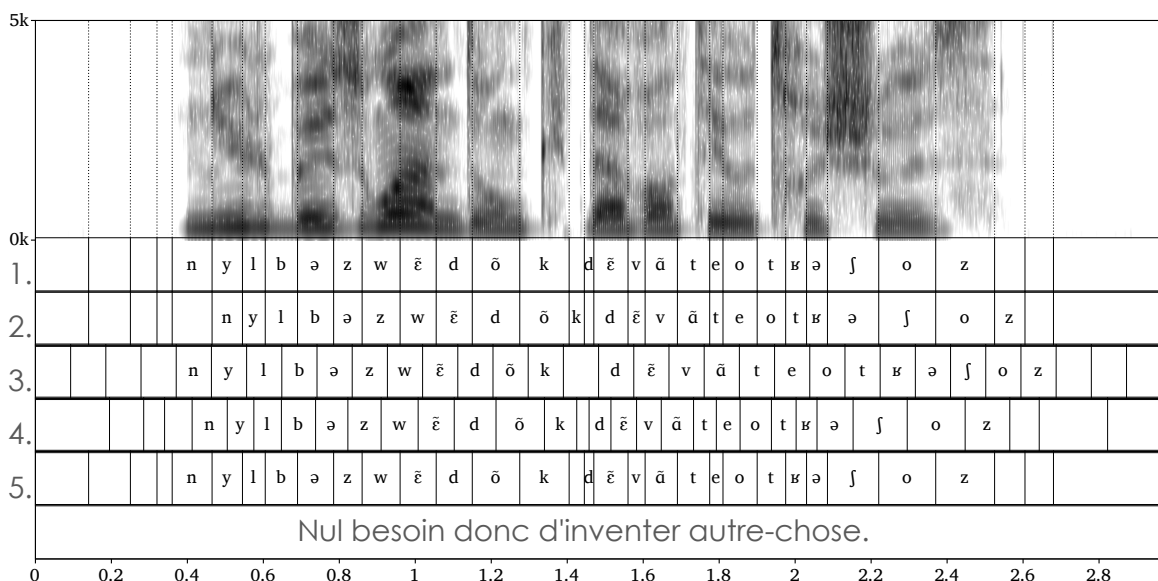 5k
0k
1. n y l b ə z w ɛ̃ d õ k d ɛ̃ v ɑ̃ t e o t ʁ ə ʃ o z
2. n y l b ə z w ɛ̃ d õ k d ɛ̃ v ɑ̃ t e o t ʁ ə ʃ o z
3. n y l b ə z w ɛ̃ d õ k d ɛ̃ v ɑ̃ t e o t ʁ ə ʃ o z
4. n y l b ə z w ɛ̃ d õ k d ɛ̃ v ɑ̃ t e o t ʁ ə ʃ o z
5. n y l b ə z w ɛ̃ d õ k d ɛ̃ v ɑ̃ t e o t ʁ ə ʃ o z
Nul besoin donc d'inventer autre-chose.
0 0.2 0.4 0.6 0.8 1 1.2 1.4 1.6 1.8 2 2.2 2.4 2.6 2.8